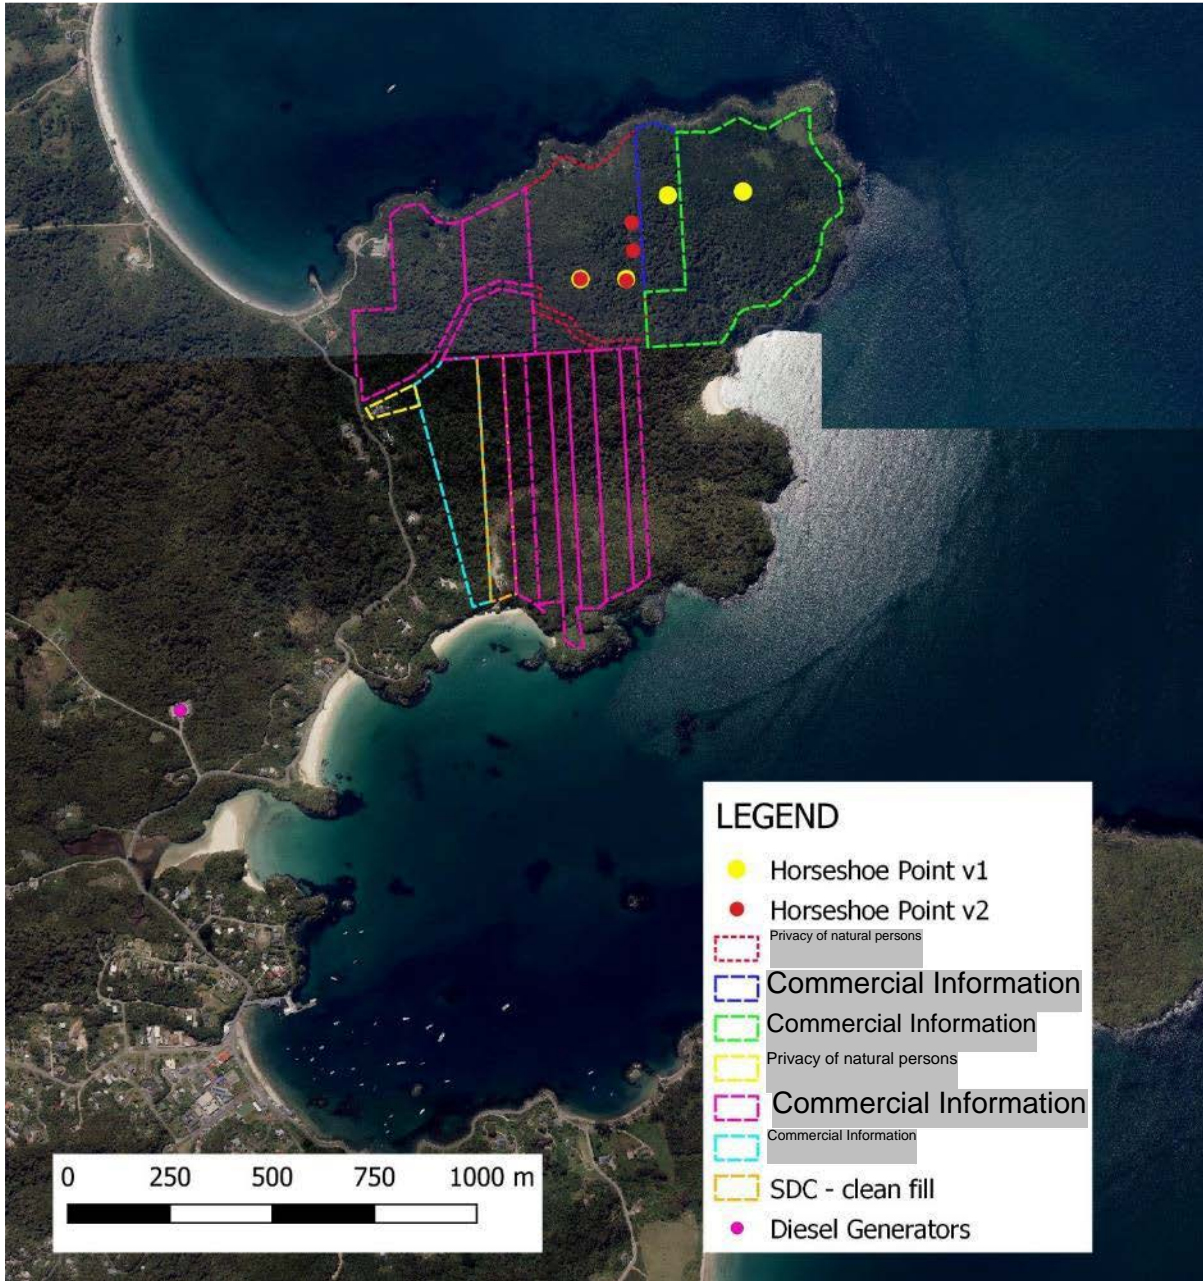 LEGEND
Horseshoe Point v1
Horseshoe Point v2
Privacy of natural persons
Commercial Information
Commercial Information
Privacy of natural persons
Commercial Information
Commercial Information
SDC - clean fill
Diesel Generators
0 250 500 750 1000 m